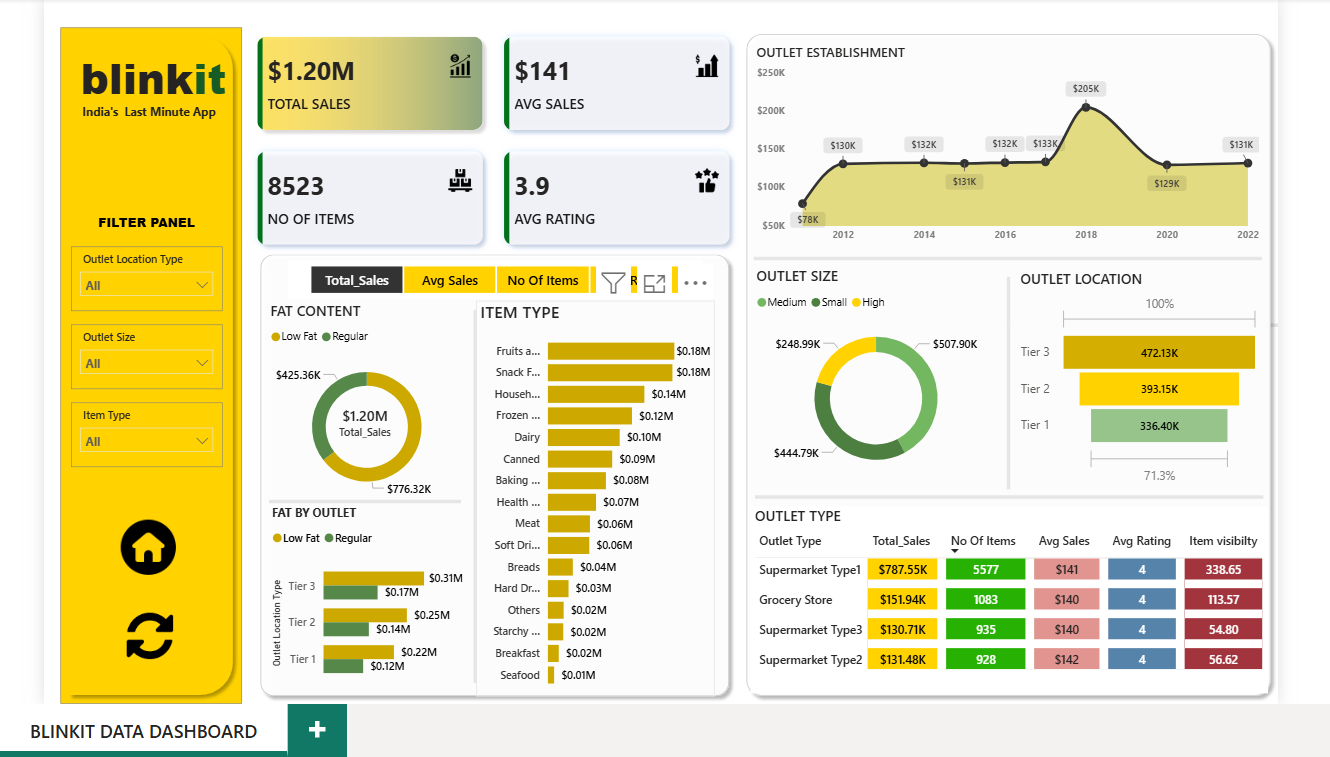 blinkit
India's Last Minute App
FILTER PANEL
Outlet Location Type
All
Outlet Size
All
Item Type
All
$1.20M
TOTAL SALES
$141
AVG SALES
8523
NO OF ITEMS
3.9
AVG RATING
Total_Sales Avg Sales No Of Items R
FAT CONTENT
Low Fat Regular
$425.36K
$1.20M
Total_Sales
$776.32K
FAT BY OUTLET
Low Fat Regular
Outlet Location Type
Tier 3 $0.31M
$0.17M
Tier 2 $0.25M
$0.14M
Tier 1 $0.22M
$0.12M
ITEM TYPE
Fruits a... $0.18M
Snack F... $0.18M
Househ... $0.14M
Frozen ... $0.12M
Dairy $0.10M
Canned $0.09M
Baking ... $0.08M
Health ... $0.07M
Meat $0.06M
Soft Dri... $0.06M
Breads $0.04M
Hard Dr... $0.03M
Others $0.02M
Starchy ... $0.02M
Breakfast $0.02M
Seafood $0.01M
OUTLET ESTABLISHMENT
$250K
$200K
$150K
$100K
$50K
$78K $130K $132K $131K $132K $133K $205K $129K $131K
2012 2014 2016 2018 2020 2022
OUTLET SIZE
Medium Small High
$248.99K $507.90K
$444.79K
OUTLET LOCATION
100%
Tier 3 472.13K
Tier 2 393.15K
Tier 1 336.40K
71.3%
OUTLET TYPE
Outlet Type Total_Sales No Of Items Avg Sales Avg Rating Item visibilty
Supermarket Type1 $787.55K 5577 $141 4 338.65
Grocery Store $151.94K 1083 $140 4 113.57
Supermarket Type3 $130.71K 935 $140 4 54.80
Supermarket Type2 $131.48K 928 $142 4 56.62
BLINKIT DATA DASHBOARD +